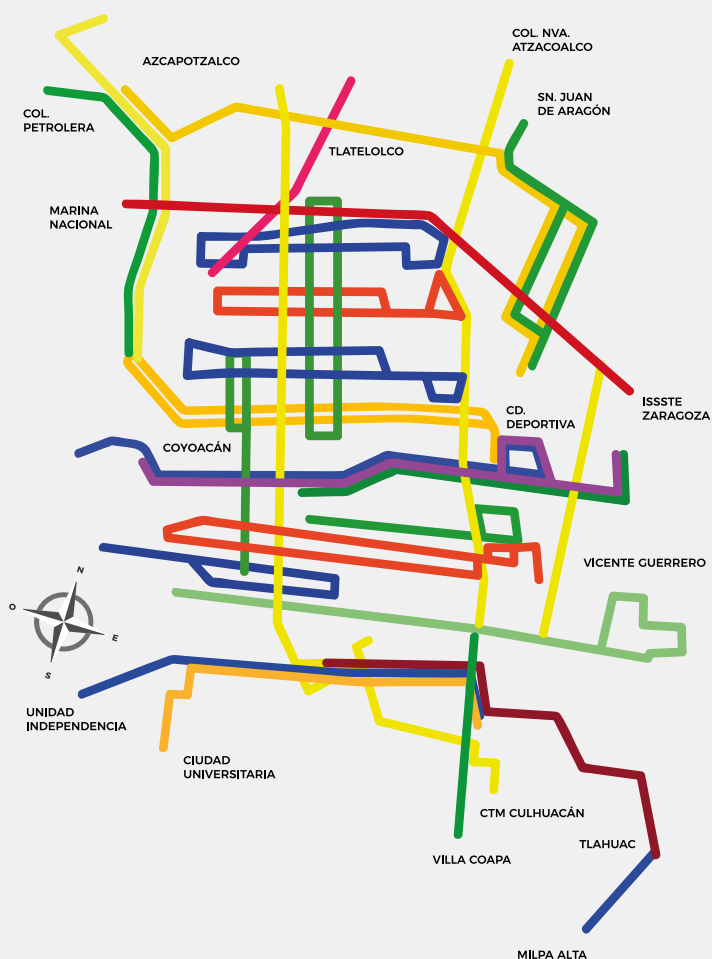 COL. NVA.
ATZACOALCO
AZCAPOTZALCO
SN. JUAN
DE ARAGÓN
COL.
PETROLERA
TLATELOLCO
MARINA
NACIONAL
ISSSTE
ZARAGOZA
CD.
DEPORTIVA
COYOACÁN
VICENTE GUERRERO
N
O
E
S
UNIDAD
INDEPENDENCIA
CIUDAD
UNIVERSITARIA
CTM CULHUACÁN
TLAHUAC
VILLA COAPA
MILPA ALTA